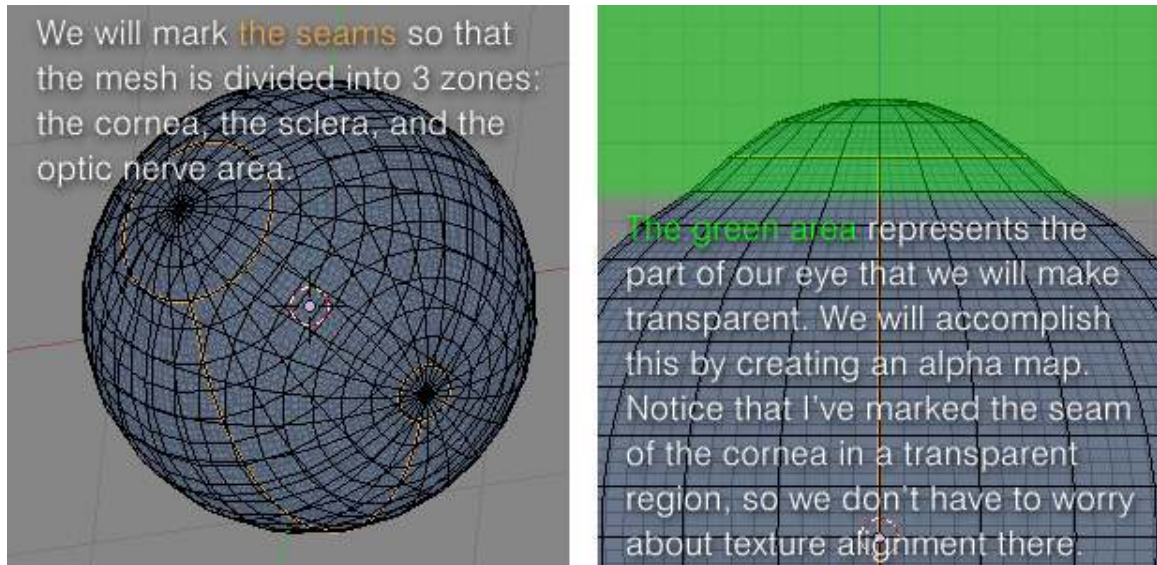 We will mark the seams so that
the mesh is divided into 3 zones:
the cornea, the sclera, and the
optic nerve area.
The green area represents the
part of our eye that we will make
transparent. We will accomplish
this by creating an alpha map.
Notice that I've marked the seam
of the cornea in a transparent
region, so we don't have to worry
about texture alignment there.